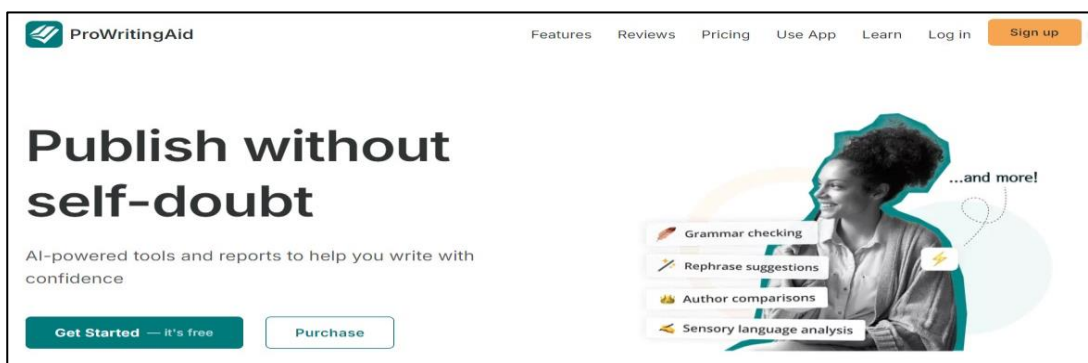 ProWritingAid
Features Reviews Pricing Use App Learn Log in Sign up
Publish without
self-doubt
AI-powered tools and reports to help you write with
confidence
Get Started — it's free Purchase
...and more!
Grammar checking
Rephrase suggestions
Author comparisons
Sensory language analysis